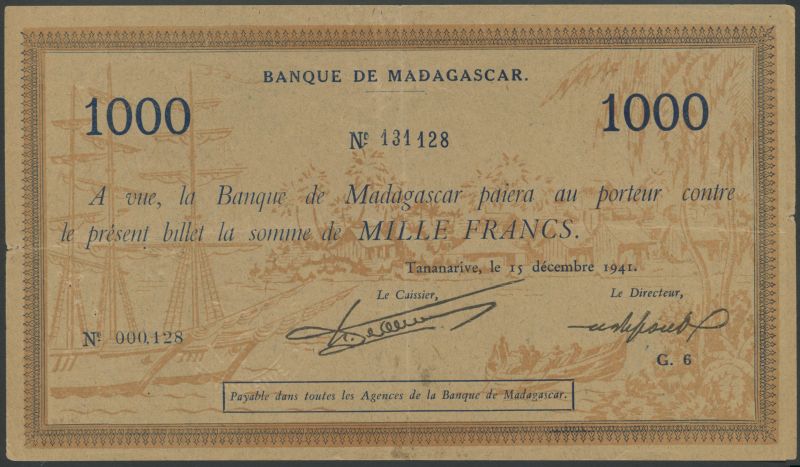 BANQUE DE MADAGASCAR.
1000 1000
Nº 131128
A vue, la Banque de Madagascar paiera au porteur contre
le présent billet la somme de MILLE FRANCS.
Tananarive, le 15 décembre 1941.
Le Caissier, Le Directeur,
Nº 000,128
G. 6
Payable dans toutes les Agences de la Banque de Madagascar.